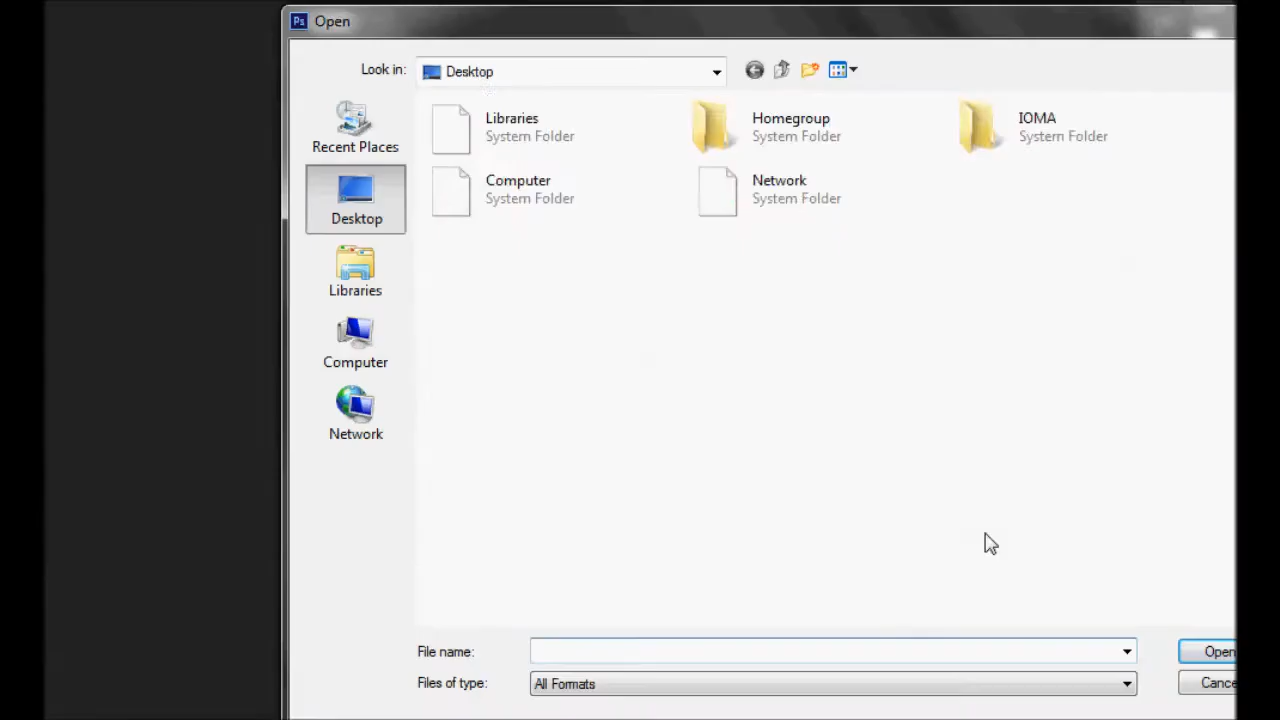 Ps Open
Look in: Desktop
Recent Places
Desktop
Libraries
Computer
Network
Libraries
System Folder
Homegroup
System Folder
IOMA
System Folder
Computer
System Folder
Network
System Folder
File name: Open
Files of type: All Formats Cance